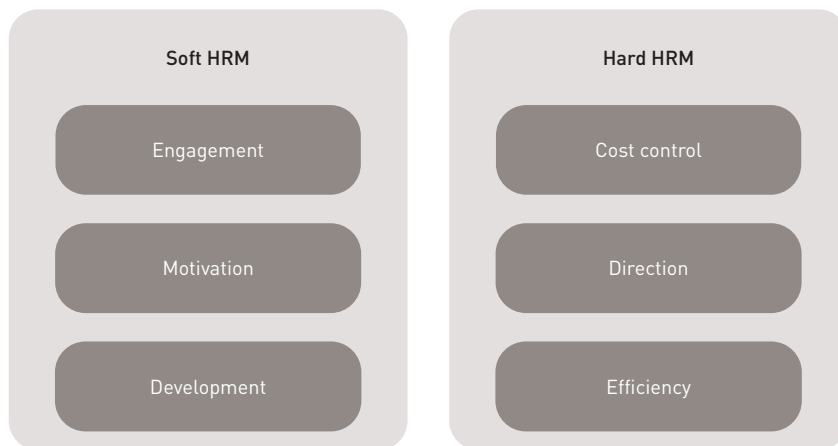 Soft HRM
Engagement
Motivation
Development
Hard HRM
Cost control
Direction
Efficiency